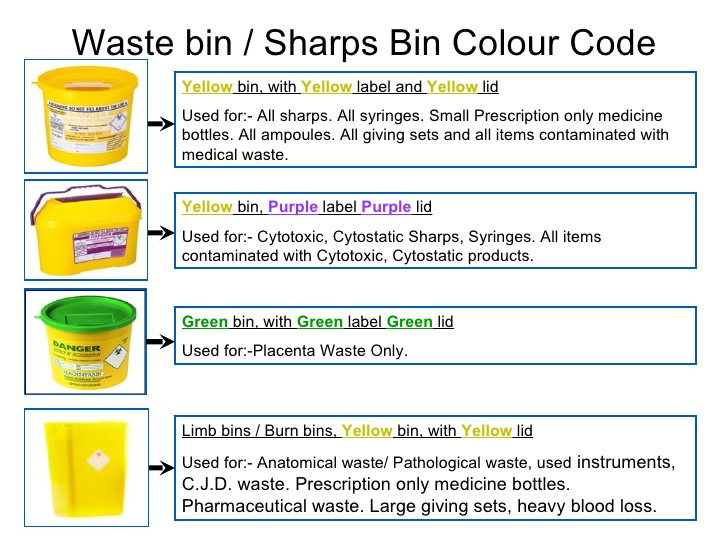 Waste bin / Sharps Bin Colour Code
Yellow bin, with Yellow label and Yellow lid
Used for:- All sharps. All syringes. Small Prescription only medicine
bottles. All ampoules. All giving sets and all items contaminated with
medical waste.
Yellow bin, Purple label Purple lid
Used for:- Cytotoxic, Cytostatic Sharps, Syringes. All items
contaminated with Cytotoxic, Cytostatic products.
DANGER
Green bin, with Green label Green lid
Used for:-Placenta Waste Only.
Limb bins / Burn bins, Yellow bin, with Yellow lid
Used for:- Anatomical waste/ Pathological waste, used instruments,
C.J.D. waste. Prescription only medicine bottles.
Pharmaceutical waste. Large giving sets, heavy blood loss.